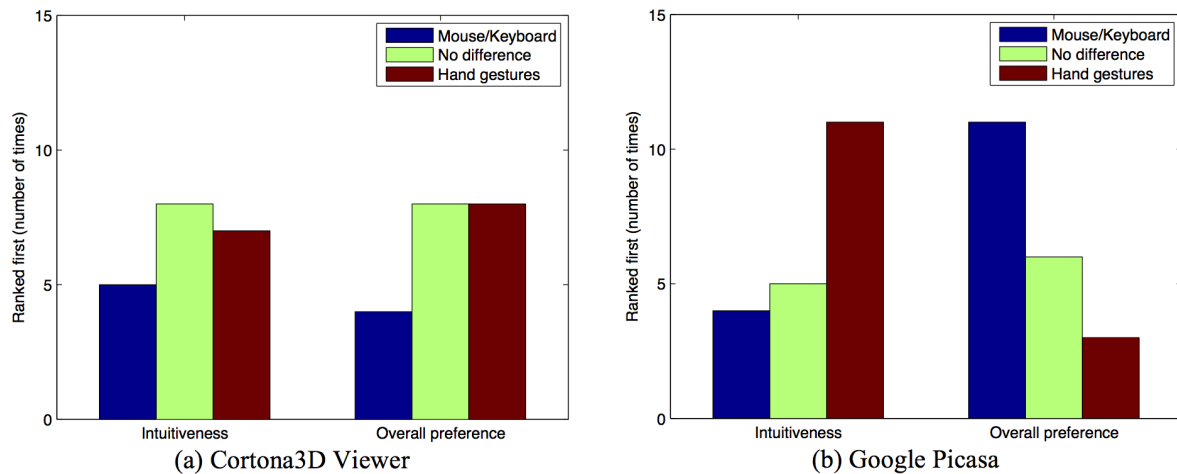 15
10
5
0
Ranked first (number of times)
Mouse/Keyboard
No difference
Hand gestures
Intuitiveness
Overall preference
(a) Cortona3D Viewer
15
10
5
0
Ranked first (number of times)
Mouse/Keyboard
No difference
Hand gestures
Intuitiveness
Overall preference
(b) Google Picasa